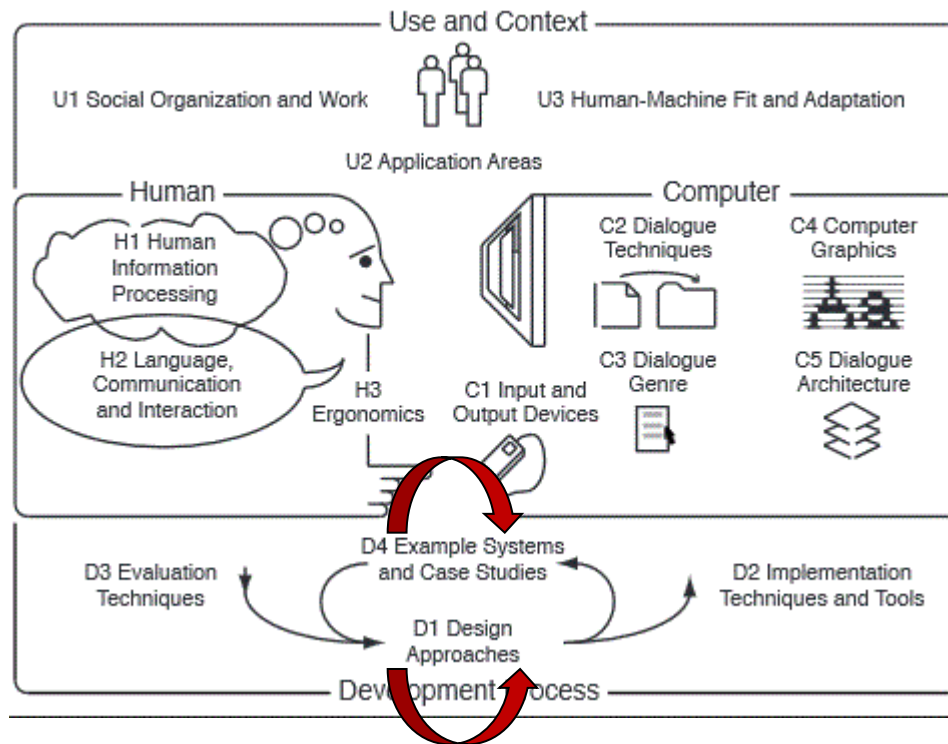 Use and Context
U1 Social Organization and Work
U3 Human-Machine Fit and Adaptation
U2 Application Areas
Human
H1 Human
Information
Processing
H2 Language,
Communication
and Interaction
H3
Ergonomics
Computer
C1 Input and
Output Devices
C2 Dialogue
Techniques
C4 Computer
Graphics
Aa
C3 Dialogue
Genre
C5 Dialogue
Architecture
D4 Example Systems
and Case Studies
D3 Evaluation
Techniques
D2 Implementation
Techniques and Tools
D1 Design
Approaches
Development Process